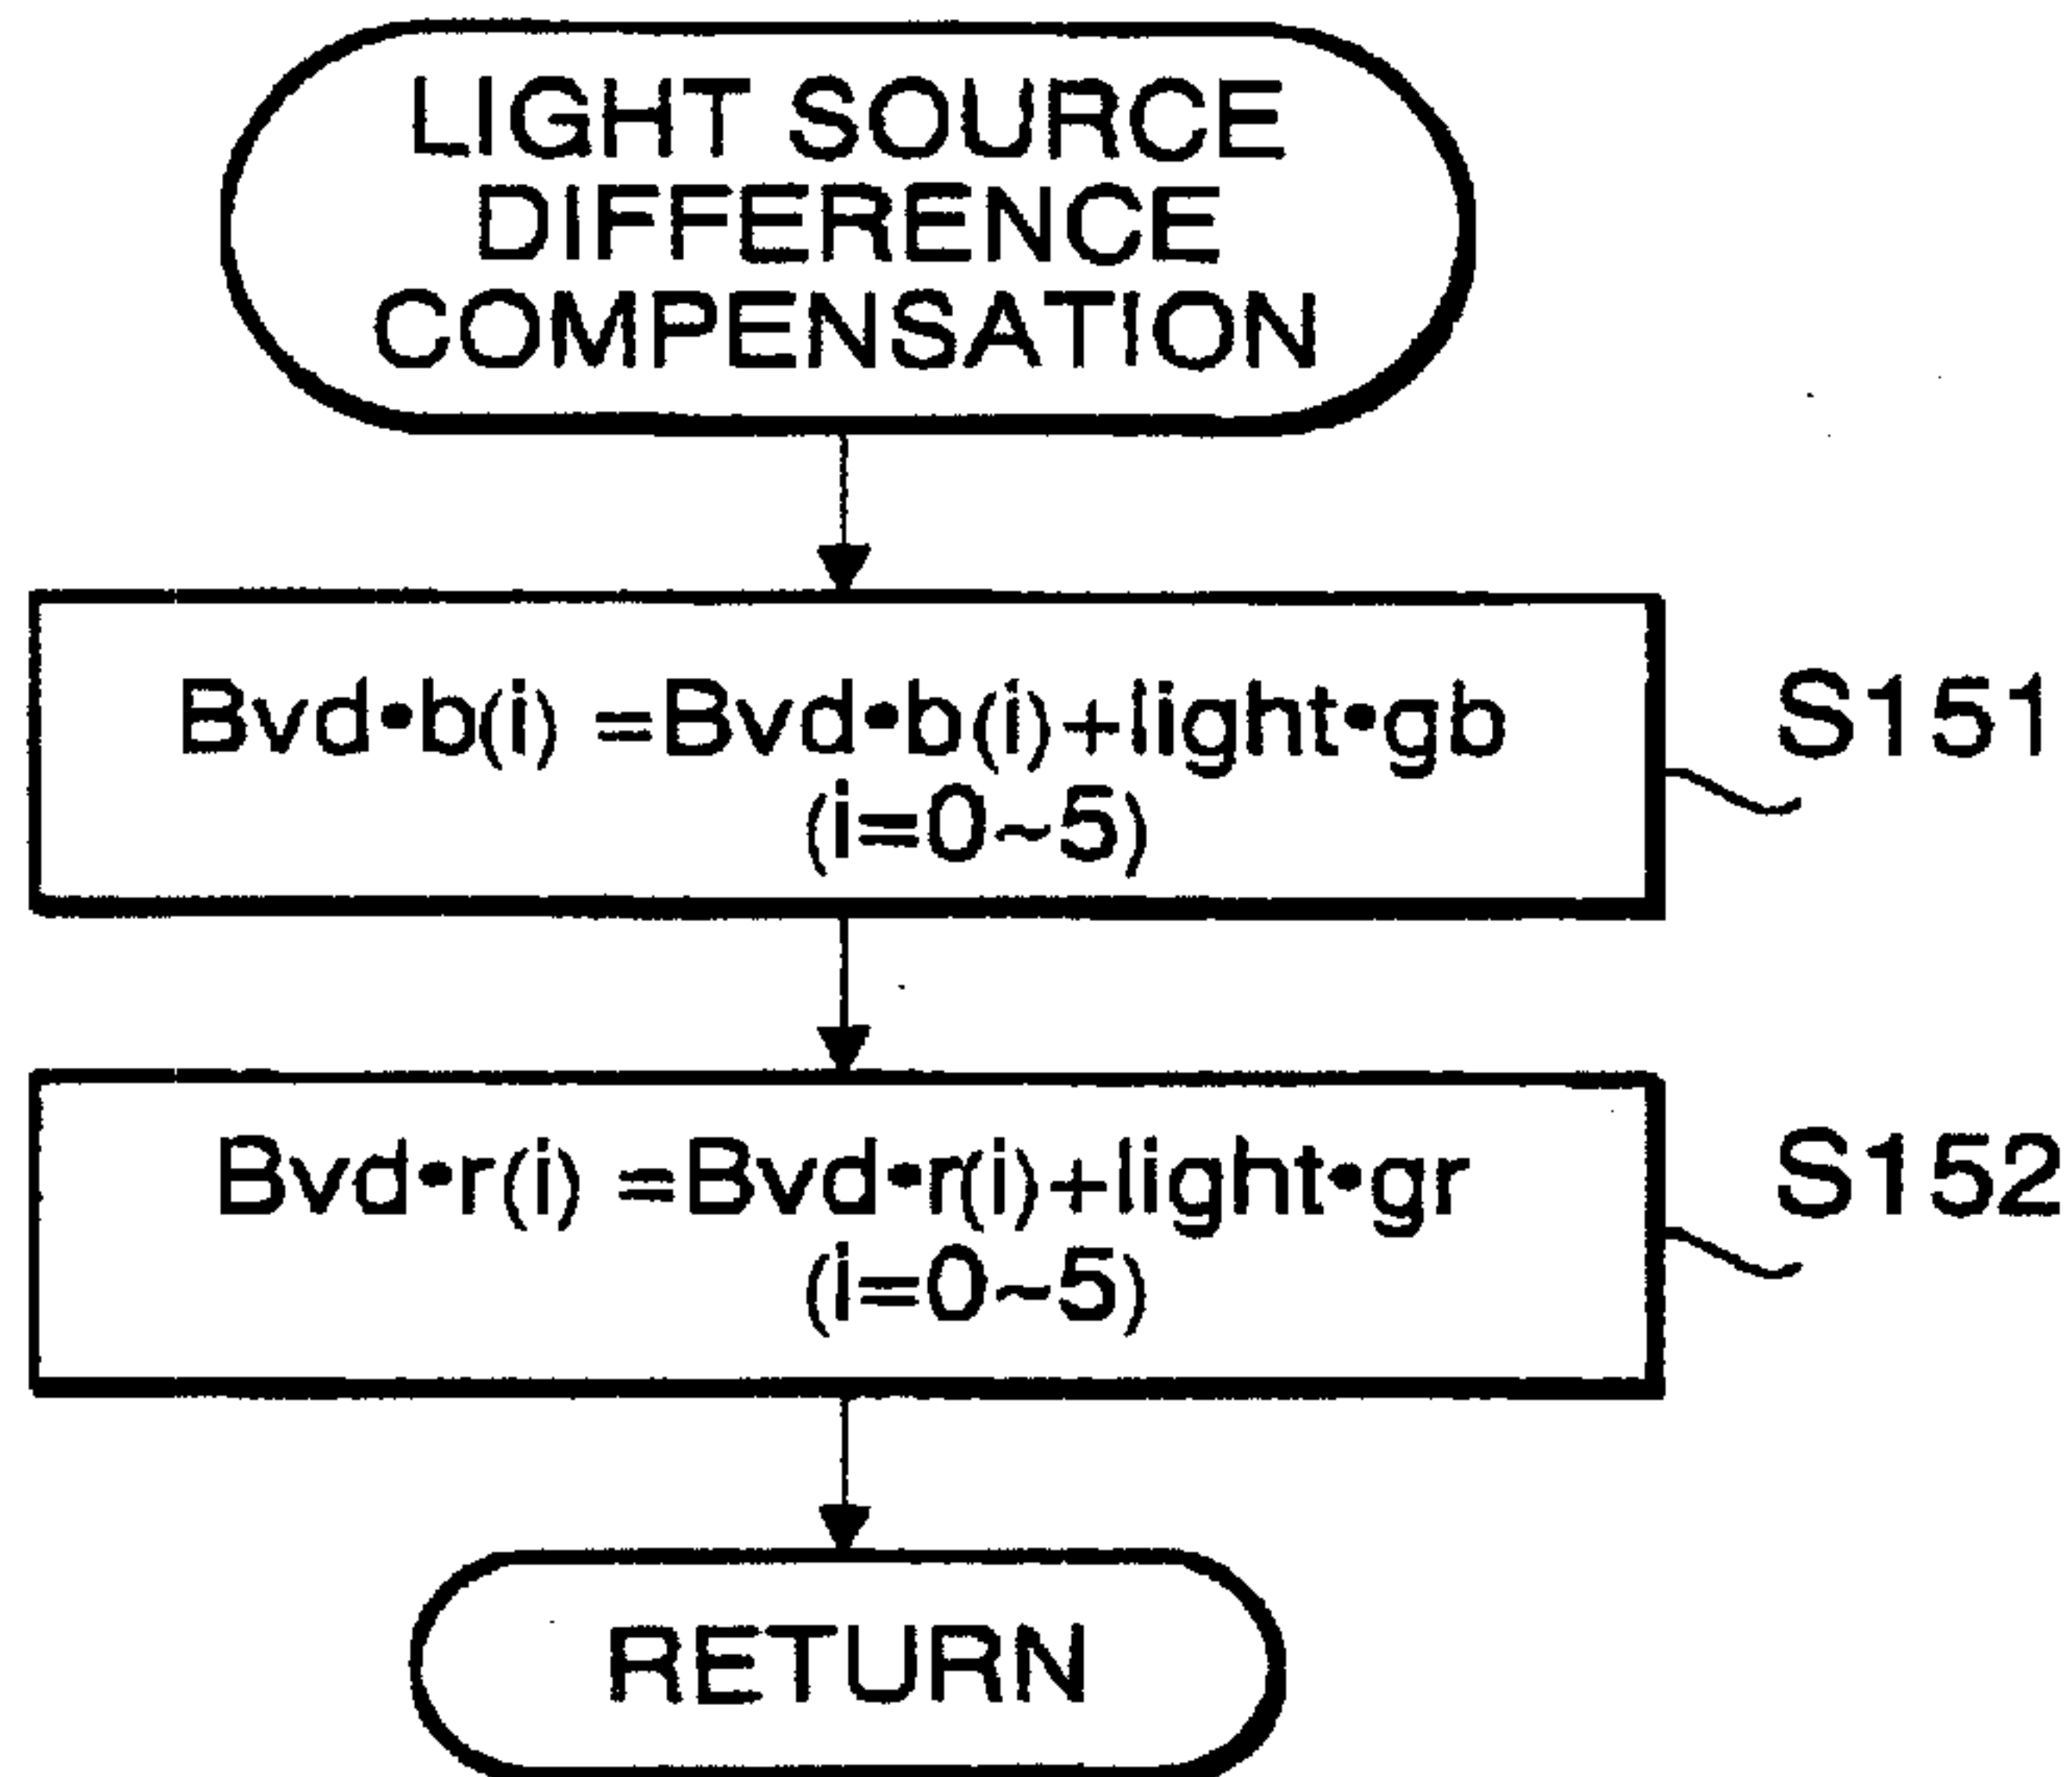 LIGHT SOURCE
DIFFERENCE
COMPENSATION
Bvd•b(i) =Bvd•b(i)+light•gb
(i=0~5)
S151
Bvd•r(i) =Bvd•r(i)+light•gr
(i=0~5)
S152
RETURN